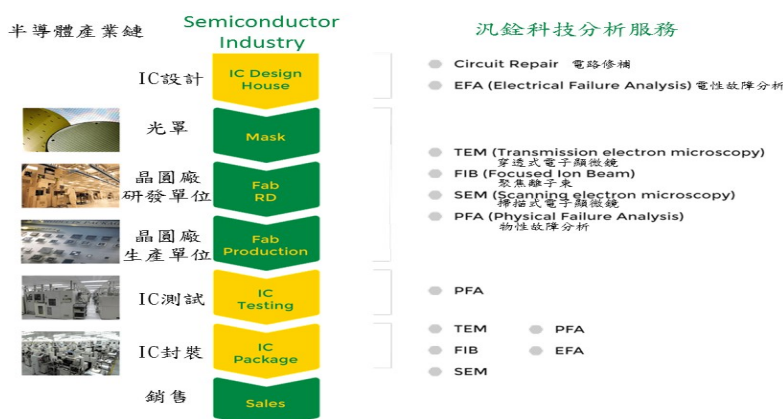 半導體產業鏈
Semiconductor
Industry
汎銓科技分析服務
IC設計
IC Design
House
Circuit Repair 電路修補
EFA (Electrical Failure Analysis) 電性故障分析
光罩
Mask
晶圓廠
研發單位
Fab
RD
TEM (Transmission electron microscopy)
穿透式電子顯微鏡
FIB (Focused Ion Beam)
聚焦離子束
SEM (Scanning electron microscopy)
掃描式電子顯微鏡
PFA (Physical Failure Analysis)
物性故障分析
晶圓廠
生產單位
Fab
Production
IC測試
IC
Testing
PFA
IC封裝
IC
Package
TEM PFA
FIB EFA
SEM
銷售
Sales